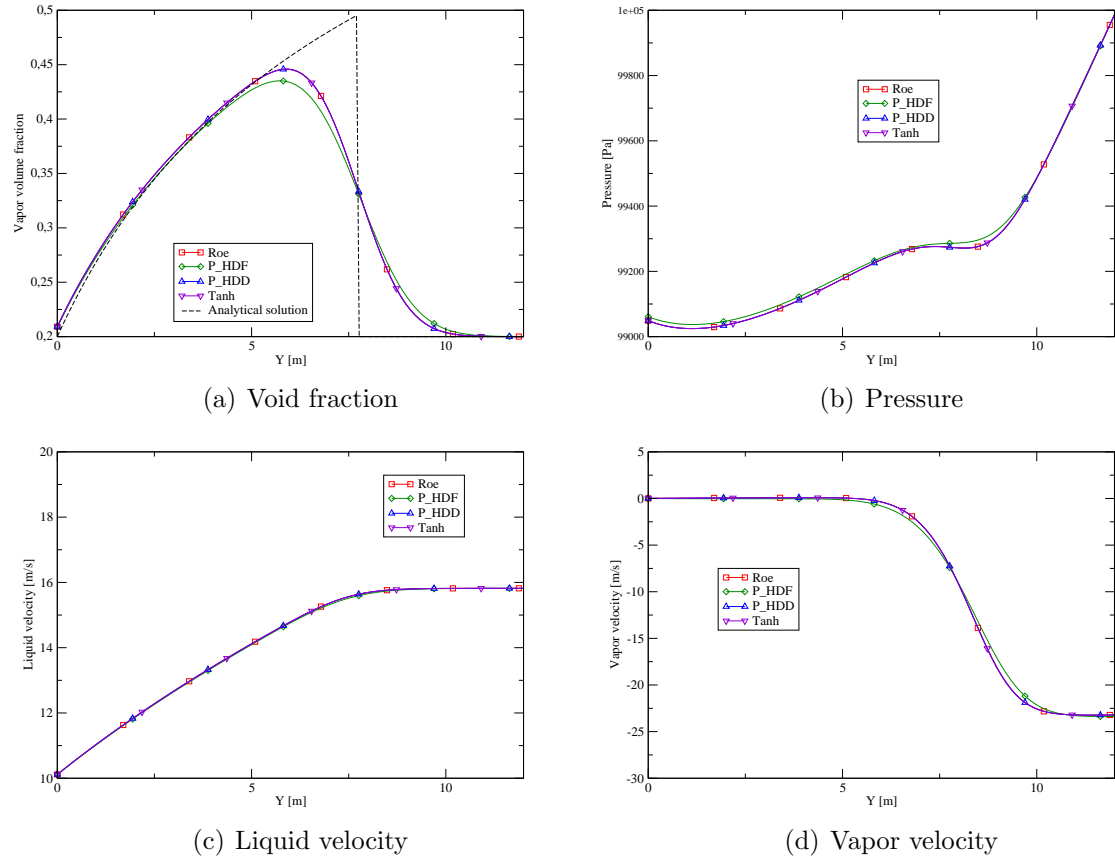 0,5
0,45
0,4
0,35
0,3
0,25
0,2
Vapor volume fraction
Roe
P_HDF
P_HDD
Tanh
Analytical solution
0
5
10
Y [m]
(a) Void fraction
1e+05
99800
99600
99400
99200
99000
Pressure [Pa]
Roe
P_HDF
P_HDD
Tanh
0
5
10
Y [m]
(b) Pressure
20
18
16
14
12
10
Liquid velocity [m/s]
Roe
P_HDF
P_HDD
Tanh
0
5
10
Y [m]
(c) Liquid velocity
5
0
-5
-10
-15
-20
-25
-30
Vapor velocity [m/s]
Roe
P_HDF
P_HDD
Tanh
0
5
10
Y [m]
(d) Vapor velocity